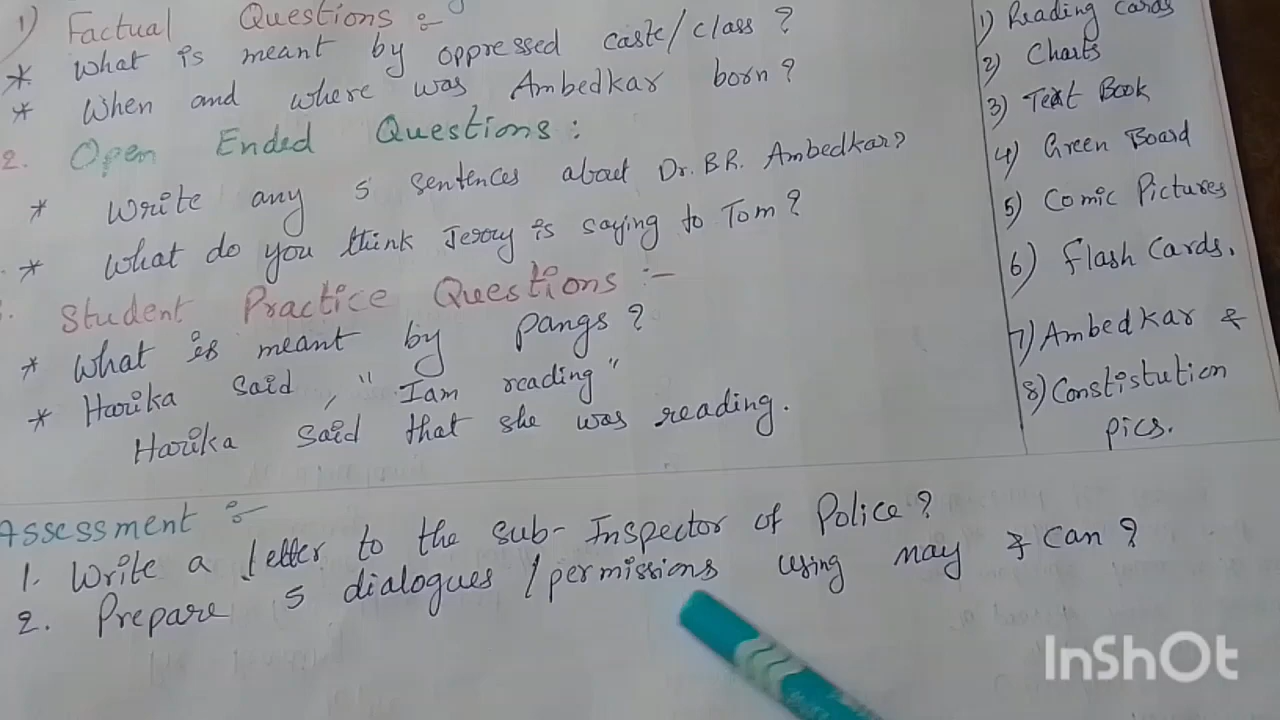 1) Factual Questions :-
* What is meant by oppressed caste/class ?
* When and where was Ambedkar born ?
2. Open Ended Questions :
* Write any 5 sentences about Dr. B.R. Ambedkar?
* What do you think Jerry is saying to Tom ?
Student Practice Questions :-
* What is meant by pangs ?
* Harika said, "Iam reading"
Harika said that she was reading.
Assessment :-
1. Write a letter to the sub-Inspector of Police ?
2. Prepare 5 dialogues /permissions using may & can ?
1) Reading Cards
2) Charts
3) Text Book
4) Green Board
5) Comic Pictures
6) Flash Cards.
7) Ambedkar &
8) Constistution
pics.
InShOt